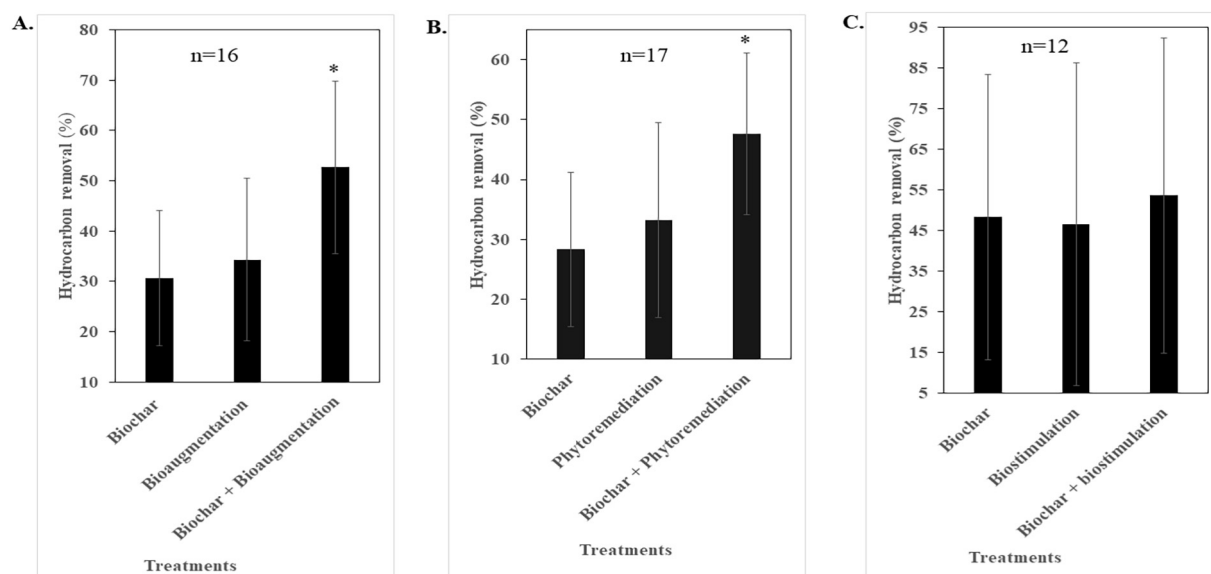 A.
80
70
60
50
40
30
20
10
Hydrocarbon removal (%)
n=16
*
Biochar
Bioaugmentation
Biochar + Bioaugmentation
Treatments
B.
60
50
40
30
20
10
Hydrocarbon removal (%)
n=17
*
Biochar
Phytoremediation
Biochar + Phytoremediation
Treatments
C.
95
85
75
65
55
45
35
25
15
5
Hydrocarbon removal (%)
n=12
Biochar
Biostimulation
Biochar + biostimulation
Treatments